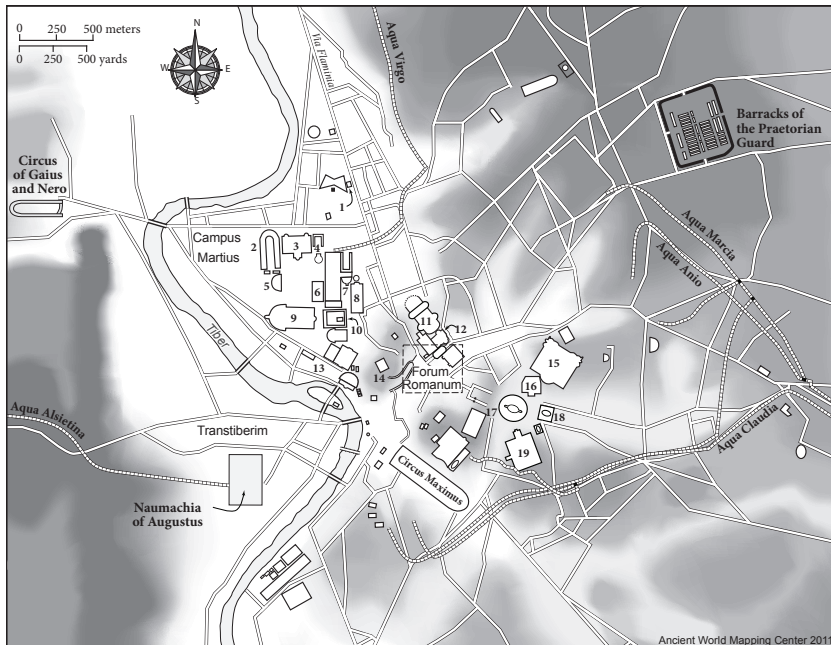 0 250 500 meters
0 250 500 yards
N
W E
S
Via Flaminia
Aqua Virgo
Barracks of
the Praetorian
Guard
Circus
of Gaius
and Nero
1
Campus
Martius
2
3
4
Aqua Marcia
Aqua Anio
5
6
7
8
9
10
11
12
Tiber
13
14
Forum
Romanum
15
16
17
18
Aqua Alsietina
Transtiberim
Aqua Claudia
19
Circus Maximus
Naumachia
of Augustus
Ancient World Mapping Center 2011